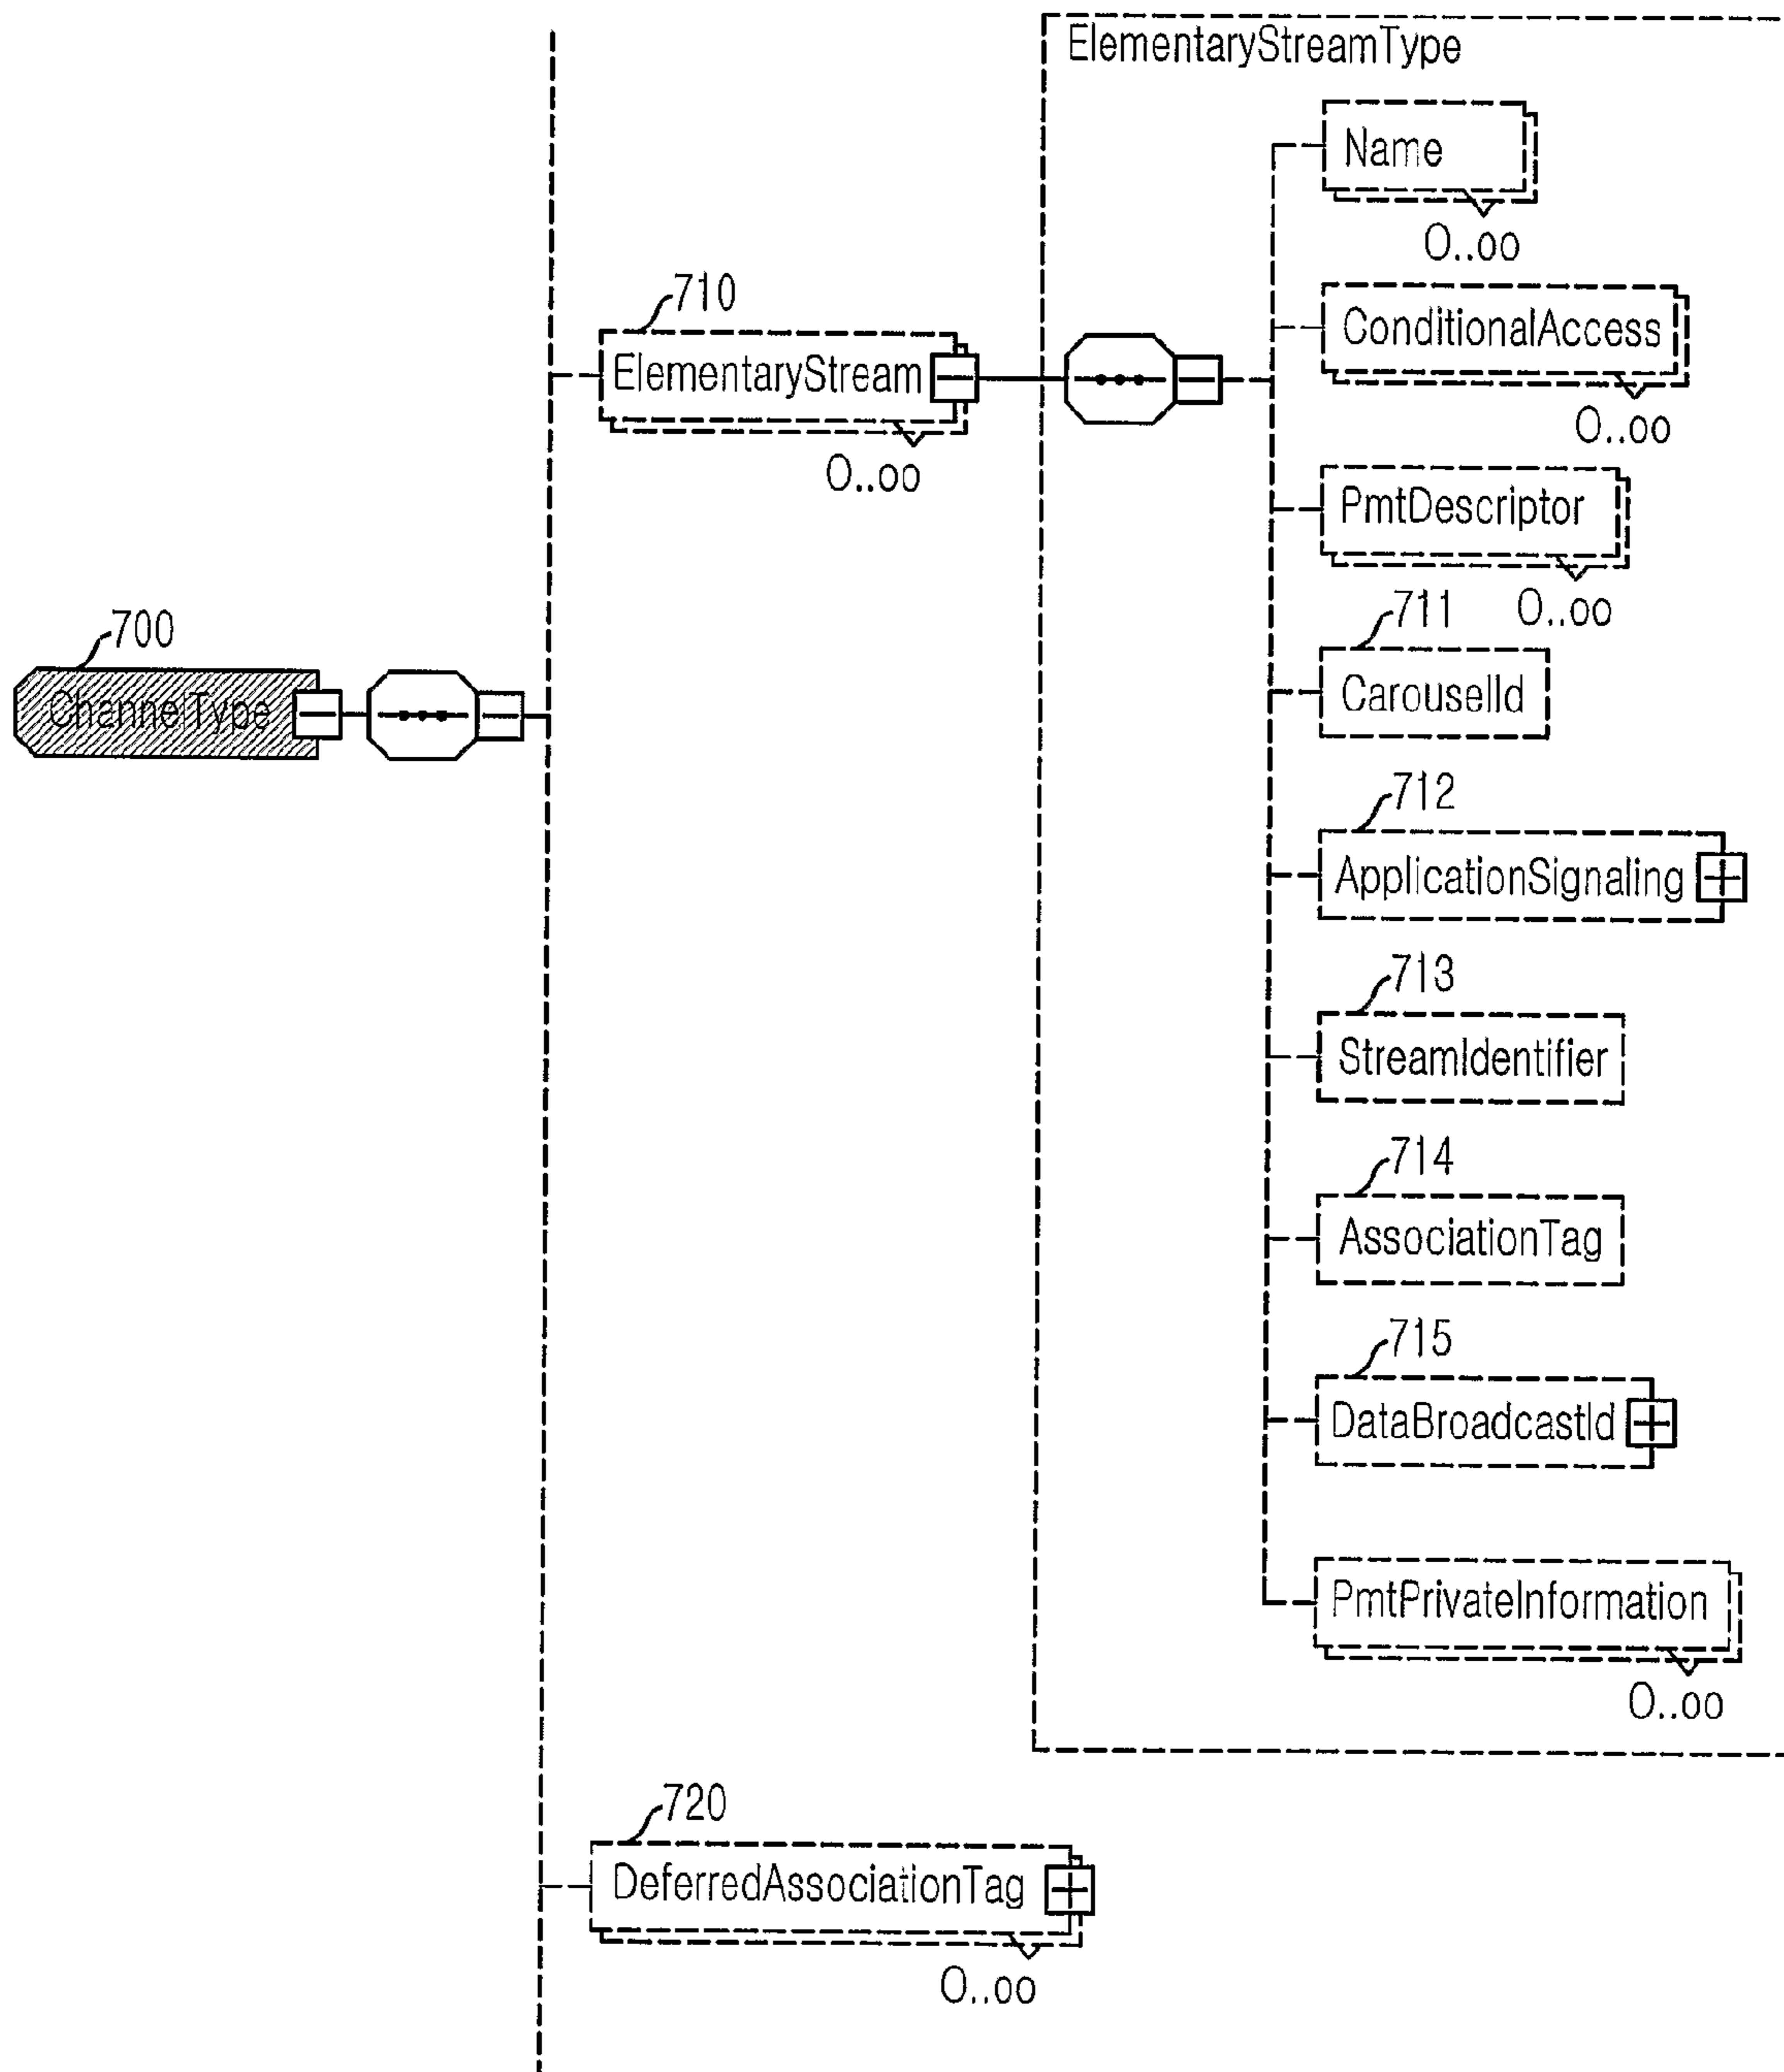 ElementaryStreamType
Name
0..oo
710
ElementaryStream
0..oo
ConditionalAccess
0..oo
PmtDescriptor
0..oo
700
ChannelType
711
CarouselId
712
ApplicationSignaling
713
StreamIdentifier
714
AssociationTag
715
DataBroadcastId
PmtPrivateInformation
0..oo
720
DeferredAssociationTag
0..oo